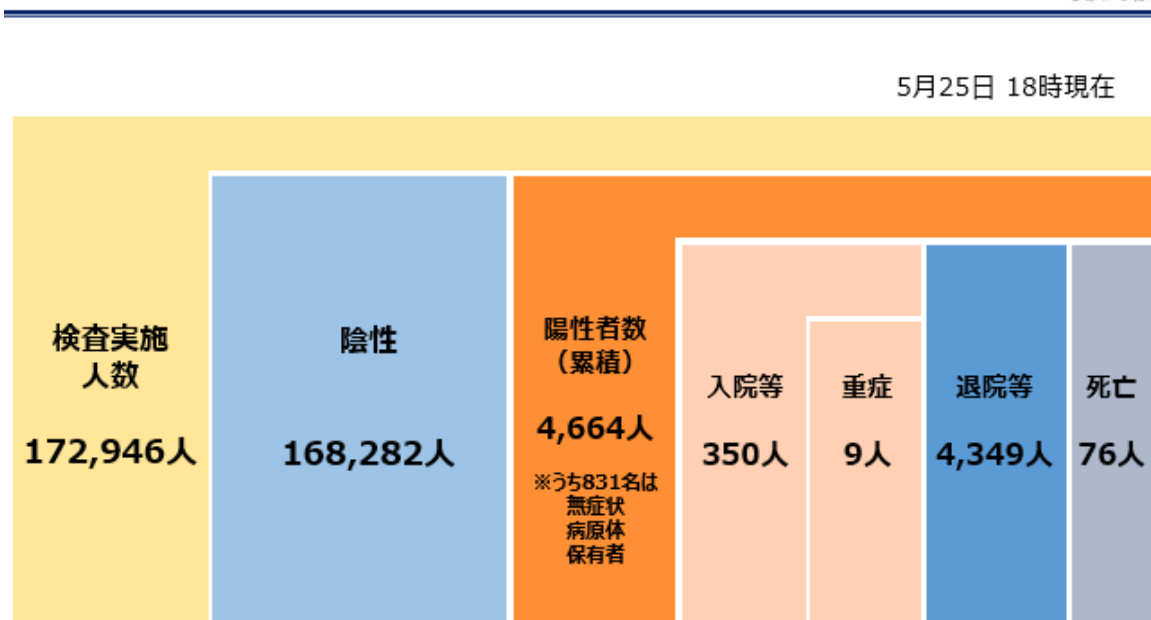 5月25日 18時現在
検査実施
人数
172,946人
陰性
168,282人
陽性者数
（累積）
4,664人
※うち831名は
無症状
病原体
保有者
入院等
350人
重症
9人
退院等
4,349人
死亡
76人